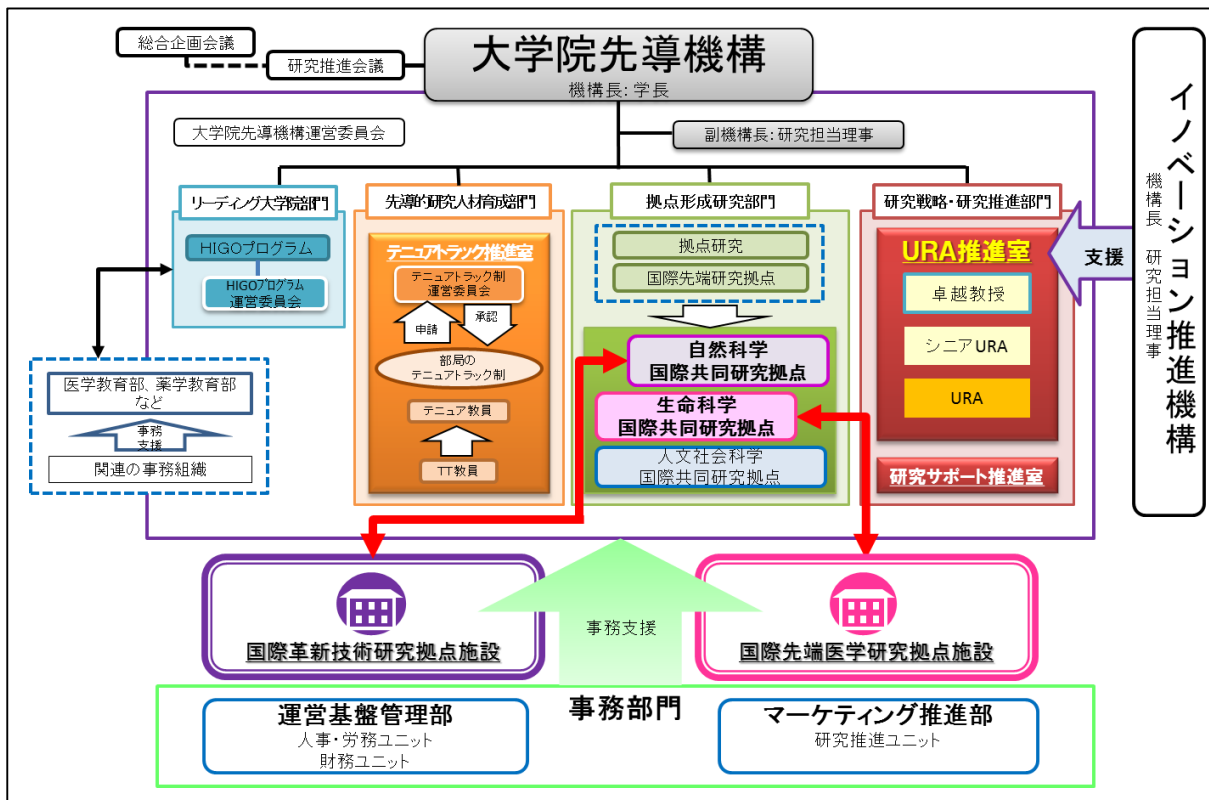 総合企画会議
研究推進会議
大学院先導機構
機構長：学長
大学院先導機構運営委員会
副機構長：研究担当理事
イノベーション推進機構
機構長　研究担当理事
支援
リーディング大学院部門
HIGOプログラム
HIGOプログラム
運営委員会
先導的研究人材育成部門
テニュアトラック推進室
テニュアトラック制
運営委員会
申請
承認
部局の
テニュアトラック制
テニュア教員
TT教員
拠点形成研究部門
拠点研究
国際先端研究拠点
自然科学
国際共同研究拠点
生命科学
国際共同研究拠点
人文社会科学
国際共同研究拠点
研究戦略・研究推進部門
URA推進室
卓越教授
シニアURA
URA
研究サポート推進室
医学教育部、薬学教育部
など
事務
支援
関連の事務組織
国際革新技術研究拠点施設
事務支援
国際先端医学研究拠点施設
事務部門
運営基盤管理部
人事・労務ユニット
財務ユニット
マーケティング推進部
研究推進ユニット